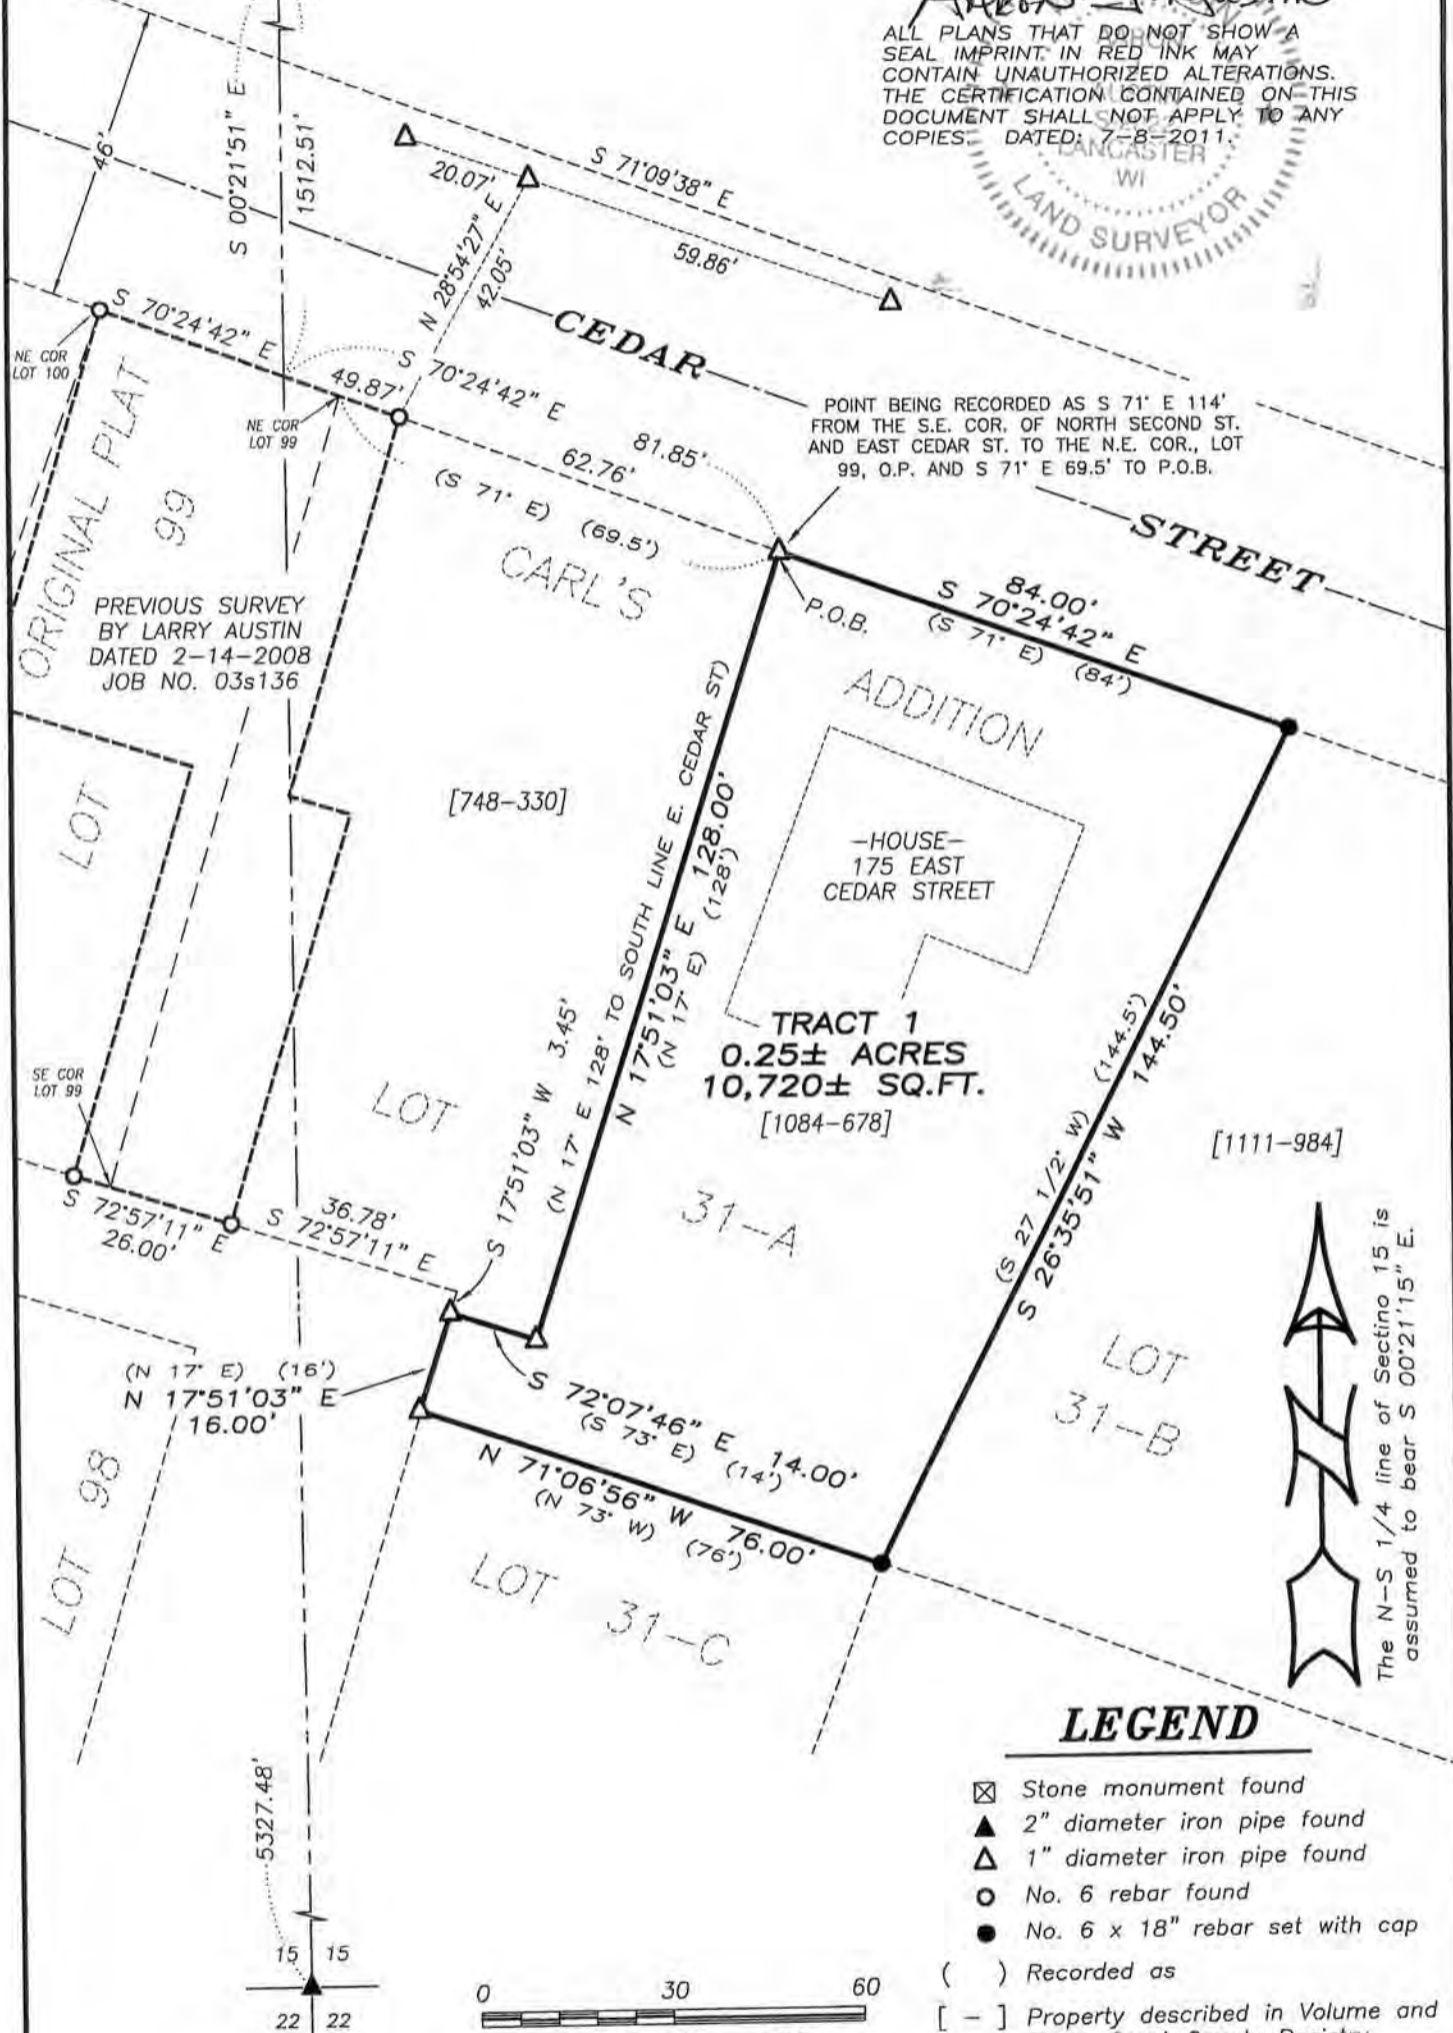 ALL PLANS THAT DO NOT SHOW A
SEAL IMPRINT IN RED INK MAY
CONTAIN UNAUTHORIZED ALTERATIONS.
THE CERTIFICATION CONTAINED ON THIS
DOCUMENT SHALL NOT APPLY TO ANY
COPIES. DATED: 7-8-2011.
LANCASTER
WI
LAND SURVEYOR
46'
S 00°21'51" E
1512.51'
20.07'
S 71°09'38" E
59.86'
N 28°54'27" E
42.05'
CEDAR
STREET
S 70°24'42" E
NE COR
LOT 100
49.87'
S 70°24'42" E
NE COR
LOT 99
81.85'
62.76'
(S 71° E) (69.5')
POINT BEING RECORDED AS S 71° E 114'
FROM THE S.E. COR. OF NORTH SECOND ST.
AND EAST CEDAR ST. TO THE N.E. COR., LOT
99, O.P. AND S 71° E 69.5' TO P.O.B.
ORIGINAL PLAT
99
LOT
PREVIOUS SURVEY
BY LARRY AUSTIN
DATED 2-14-2008
JOB NO. 03s136
CARL'S
ADDITION
P.O.B.
84.00'
S 70°24'42" E
(S 71° E) (84')
[748-330]
-HOUSE-
175 EAST
CEDAR STREET
(N 17° E 128' TO SOUTH LINE E. CEDAR ST)
N 17°51'03" E 128.00'
(N 17° E) (128')
TRACT 1
0.25± ACRES
10,720± SQ.FT.
[1084-678]
(S 27 1/2° W) (144.5')
S 26°35'51" W 144.50'
[1111-984]
SE COR
LOT 99
S 72°57'11" E
26.00'
36.78'
S 72°57'11" E
S 17°51'03" W 3.45'
LOT
31-A
LOT
31-B
(N 17° E) (16')
N 17°51'03" E
16.00'
S 72°07'46" E 14.00'
(S 73° E) (14')
N 71°06'56" W 76.00'
(N 73° W) (76')
LOT 98
LOT 31-C
The N-S 1/4 line of Sectino 15 is
assumed to bear S 00°21'15" E.
5327.48'
15 15
22 22
0 30 60
LEGEND
Stone monument found
2" diameter iron pipe found
1" diameter iron pipe found
No. 6 rebar found
No. 6 x 18" rebar set with cap
( ) Recorded as
[ - ] Property described in Volume and